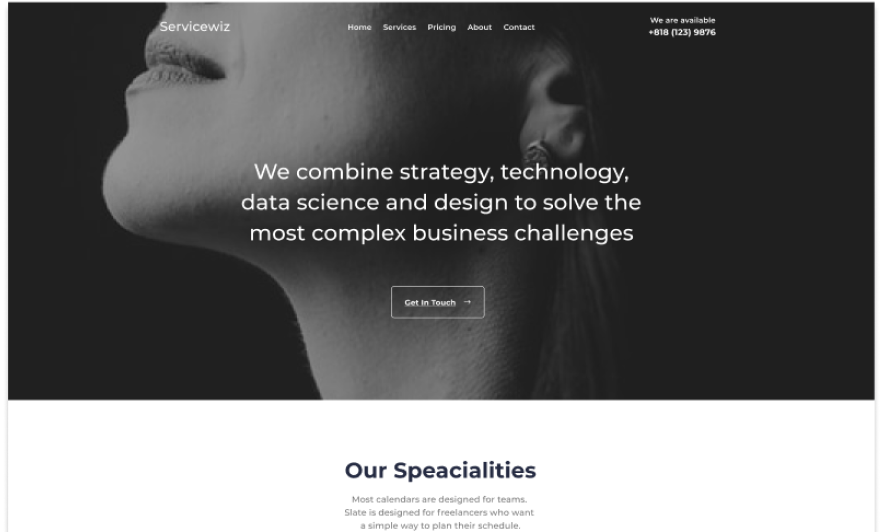 Servicewiz
Home Services Pricing About Contact
We are available
+818 (123) 9876
We combine strategy, technology,
data science and design to solve the
most complex business challenges
Get In Touch →
Our Speacialities
Most calendars are designed for teams.
Slate is designed for freelancers who want
a simple way to plan their schedule.